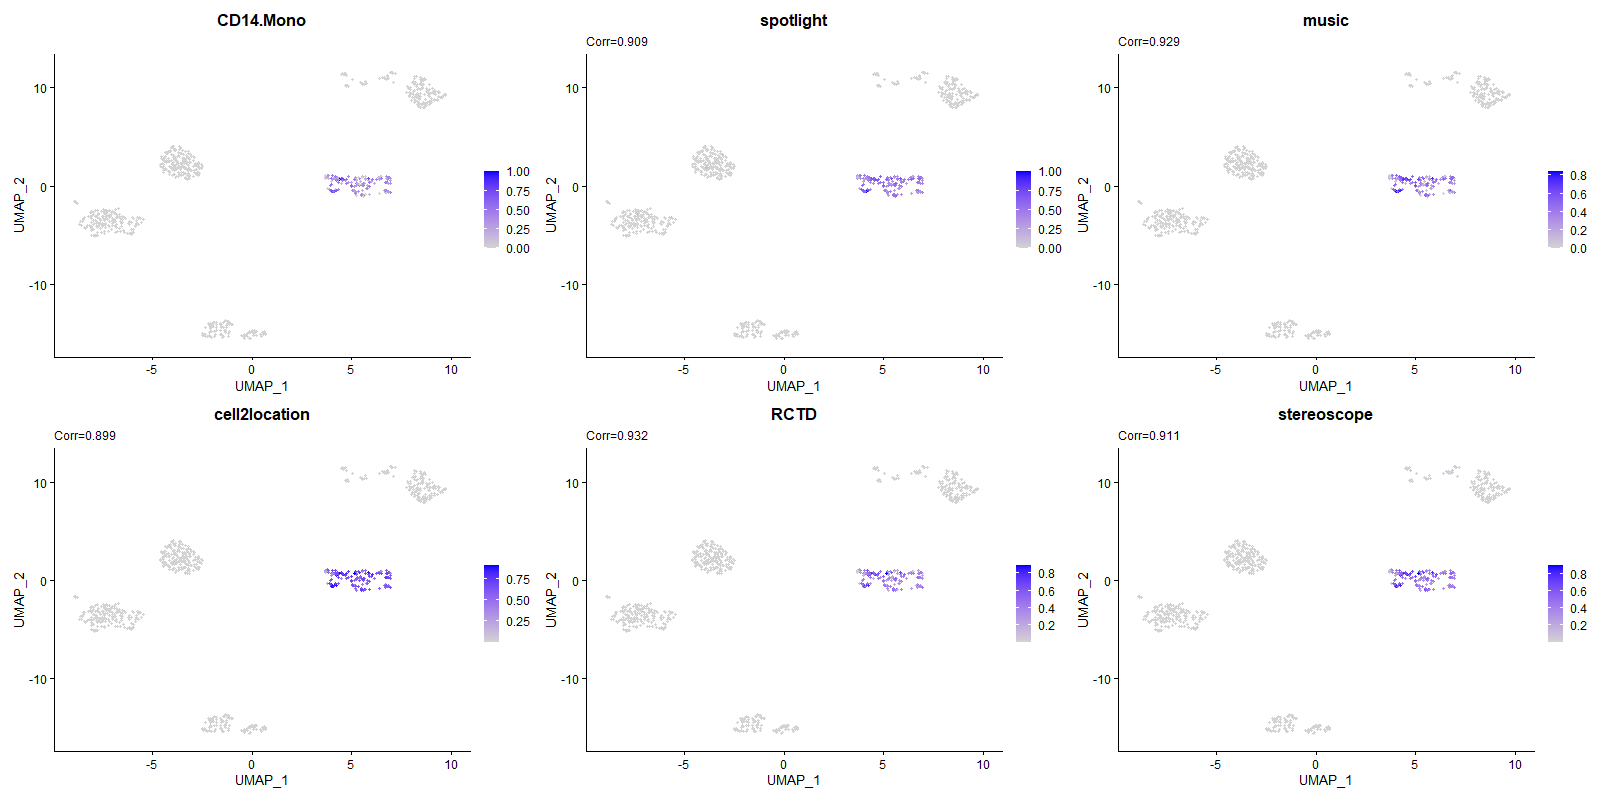 CD14.Mono
UMAP_2
10
0
-10
-5
0
5
10
UMAP_1
1.00
0.75
0.50
0.25
0.00
spotlight
Corr=0.909
UMAP_2
10
0
-10
-5
0
5
10
UMAP_1
1.00
0.75
0.50
0.25
0.00
music
Corr=0.929
UMAP_2
10
0
-10
-5
0
5
10
UMAP_1
0.8
0.6
0.4
0.2
0.0
cell2location
Corr=0.899
UMAP_2
10
0
-10
-5
0
5
10
UMAP_1
0.75
0.50
0.25
RCTD
Corr=0.932
UMAP_2
10
0
-10
-5
0
5
10
UMAP_1
0.8
0.6
0.4
0.2
stereoscope
Corr=0.911
UMAP_2
10
0
-10
-5
0
5
10
UMAP_1
0.8
0.6
0.4
0.2